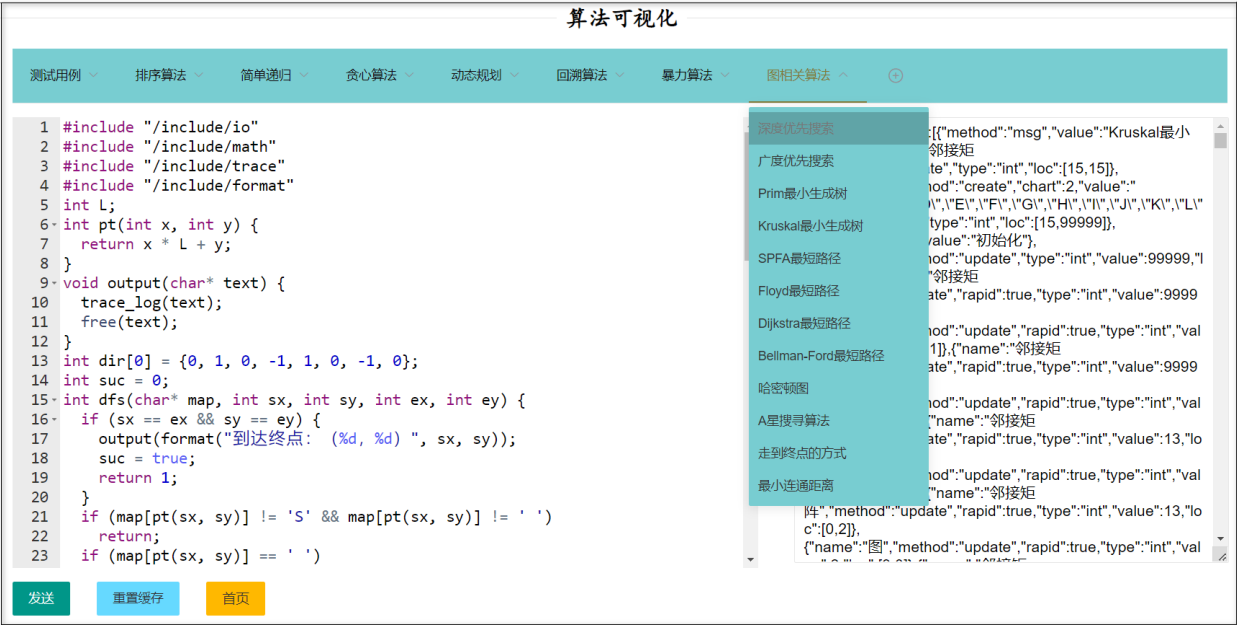 算法可视化
测试用例 排序算法 简单递归 贪心算法 动态规划 回溯算法 暴力算法 图相关算法
1 #include "/include/io"
2 #include "/include/math"
3 #include "/include/trace"
4 #include "/include/format"
5 int L;
6 int pt(int x, int y) {
7 return x * L + y;
8 }
9 void output(char* text) {
10 trace_log(text);
11 free(text);
12 }
13 int dir[0] = {0, 1, 0, -1, 1, 0, -1, 0};
14 int suc = 0;
15 int dfs(char* map, int sx, int sy, int ex, int ey) {
16 if (sx == ex && sy == ey) {
17 output(format("到达终点: (%d, %d) ", sx, sy));
18 suc = true;
19 return 1;
20 }
21 if (map[pt(sx, sy)] != 'S' && map[pt(sx, sy)] != ' ')
22 return;
23 if (map[pt(sx, sy)] == ' ')
深度优先搜索
广度优先搜索
Prim最小生成树
Kruskal最小生成树
SPFA最短路径
Floyd最短路径
Dijkstra最短路径
Bellman-Ford最短路径
哈密顿图
A星搜寻算法
走到终点的方式
最小连通距离
:[{"method":"msg","value":"Kruskal最小
邻接矩
te","type":"int","loc":[15,15]},
od":"create","chart":2,"value":"
\",\"E\",\"F\",\"G\",\"H\",\"I\",\"J\",\"K\",\"L\"
type":"int","loc":[15,99999]},
value":"初始化"},
od":"update","type":"int","value":99999,"l
"邻接矩
ate","rapid":true,"type":"int","value":9999
od":"update","rapid":true,"type":"int","val
1]},{"name":"邻接矩
ate","rapid":true,"type":"int","value":9999
od":"update","rapid":true,"type":"int","val
{"name":"邻接矩
ate","rapid":true,"type":"int","value":13,"lo
od":"update","rapid":true,"type":"int","val
{"name":"邻接矩
阵","method":"update","rapid":true,"type":"int","value":13,"lo
c":[0,2]},
{"name":"图","method":"update","rapid":true,"type":"int","val
发送 重置缓存 首页